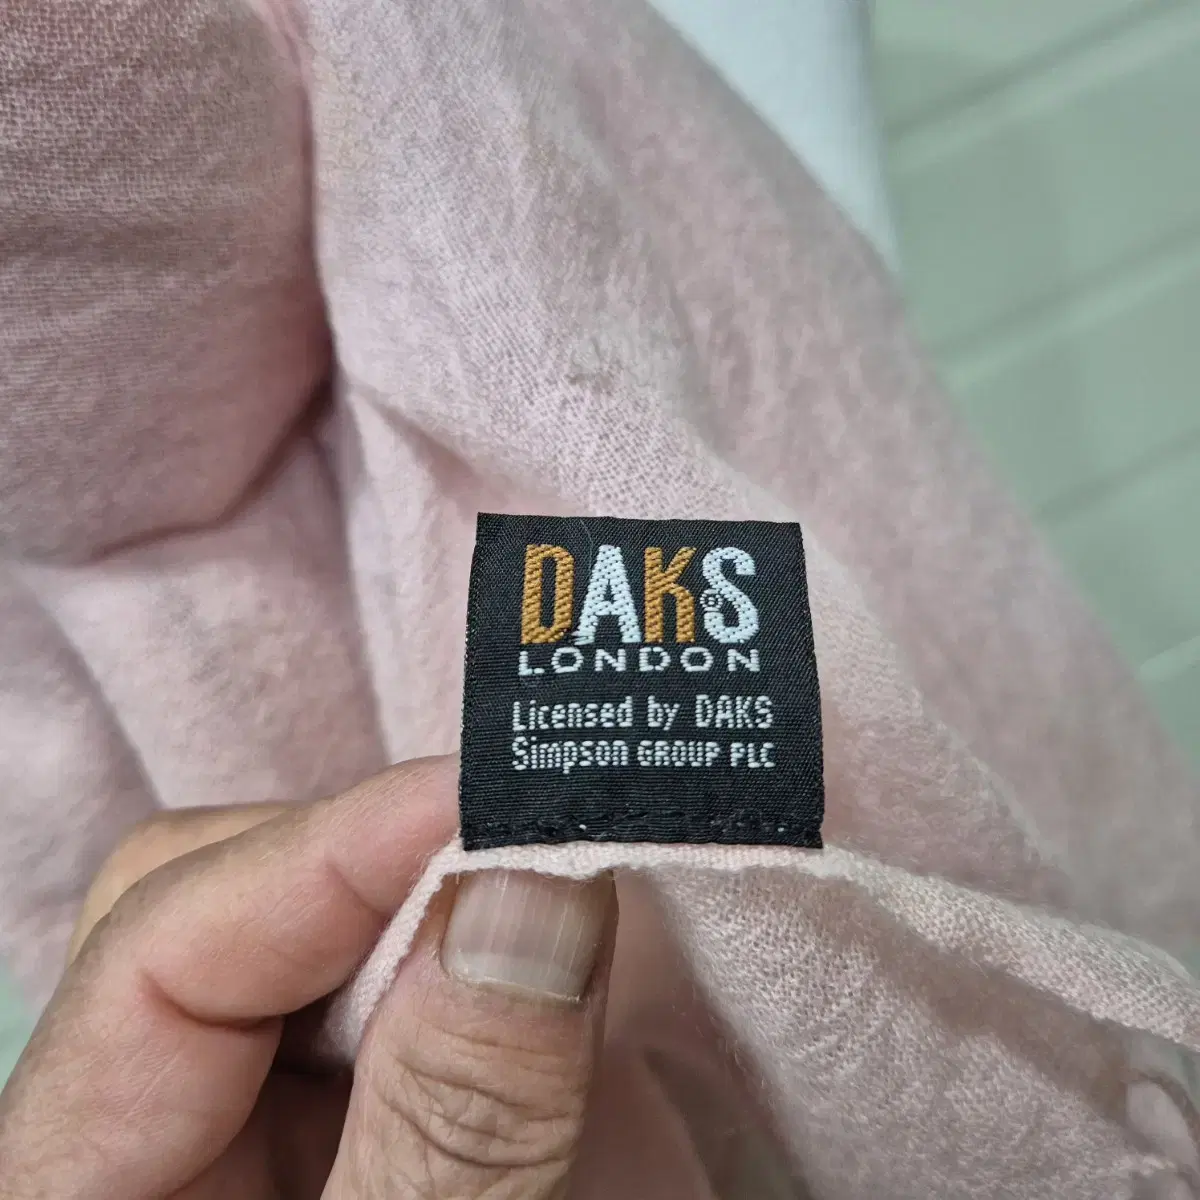 DAKS
LONDON
Licensed by DAKS
Simpson GROUP PLC